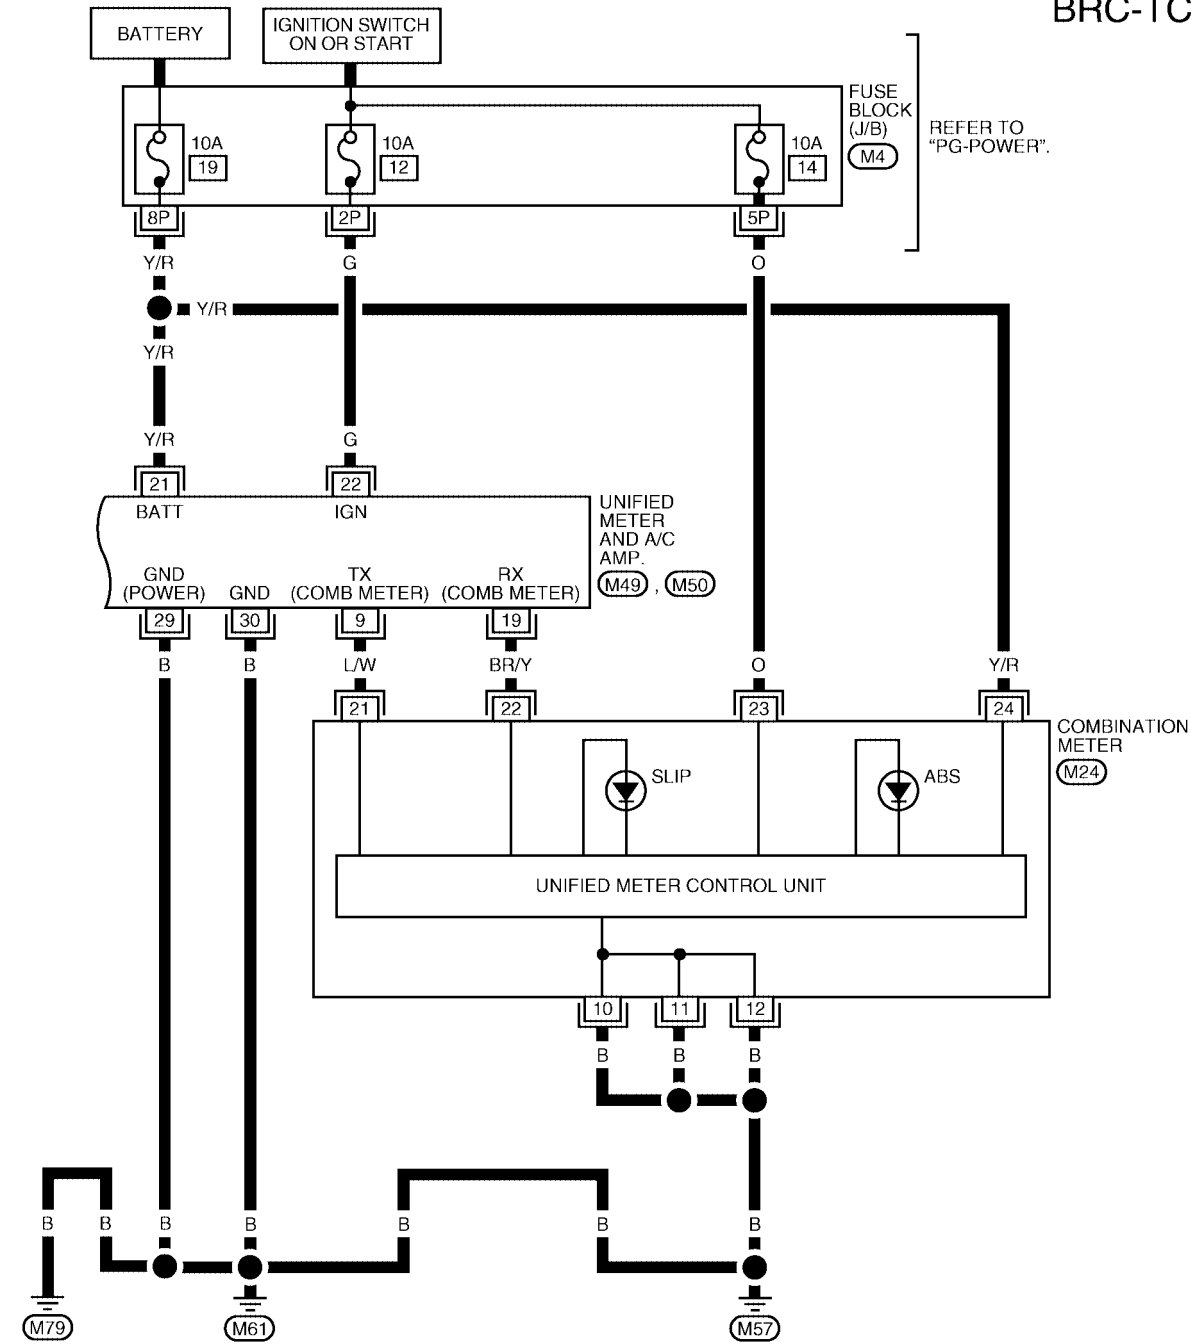 BRC-TC
BATTERY
IGNITION SWITCH
ON OR START
FUSE
BLOCK
(J/B)
M4
REFER TO
"PG-POWER".
10A
19
10A
12
10A
14
8P
2P
5P
Y/R
G
O
Y/R
Y/R
Y/R
G
21
22
BATT
IGN
UNIFIED
METER
AND A/C
AMP.
M49 , M50
GND
(POWER)
GND
TX
(COMB METER)
RX
(COMB METER)
29
30
9
19
B
B
L/W
BR/Y
O
Y/R
21
22
23
24
COMBINATION
METER
M24
SLIP
ABS
UNIFIED METER CONTROL UNIT
10
11
12
B
B
B
B
B
B
B
B
B
B
M79
M61
M57